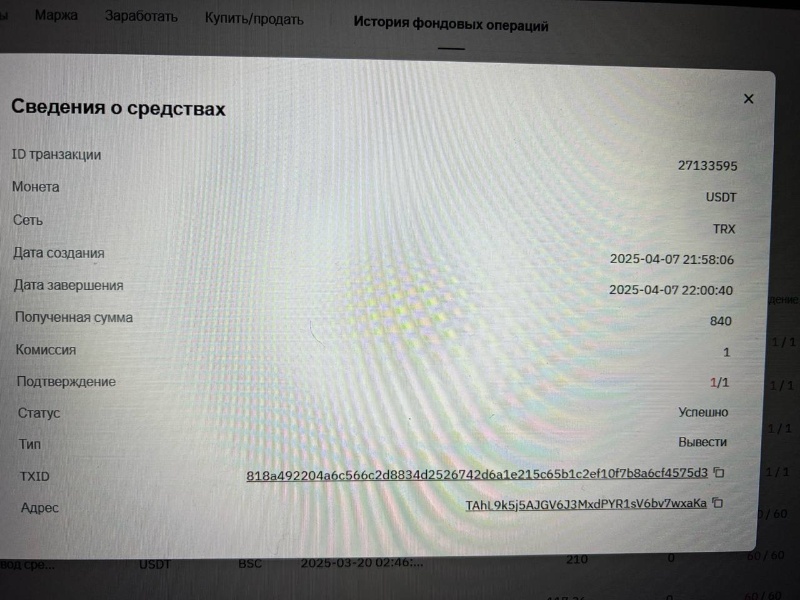 Маржа Заработать Купить/продать История фондовых операций
Сведения о средствах
ID транзакции 27133595
Монета USDT
Сеть TRX
Дата создания 2025-04-07 21:58:06
Дата завершения 2025-04-07 22:00:40
Полученная сумма 840
Комиссия 1
Подтверждение 1/1
Статус Успешно
Тип Вывести
TXID 818a492204a6c566c2d8834d2526742d6a1e215c65b1c2ef10f7b8a6cf4575d3
Адрес TAhL9k5j5AJGV6J3MxdPYR1sV6bv7wxaKa
1 / 1
1 / 1
1 / 1
1 / 1
0 / 60
вод сре... USDT BSC 2025-03-20 02:46:... 210 0 60 / 60
60 / 60